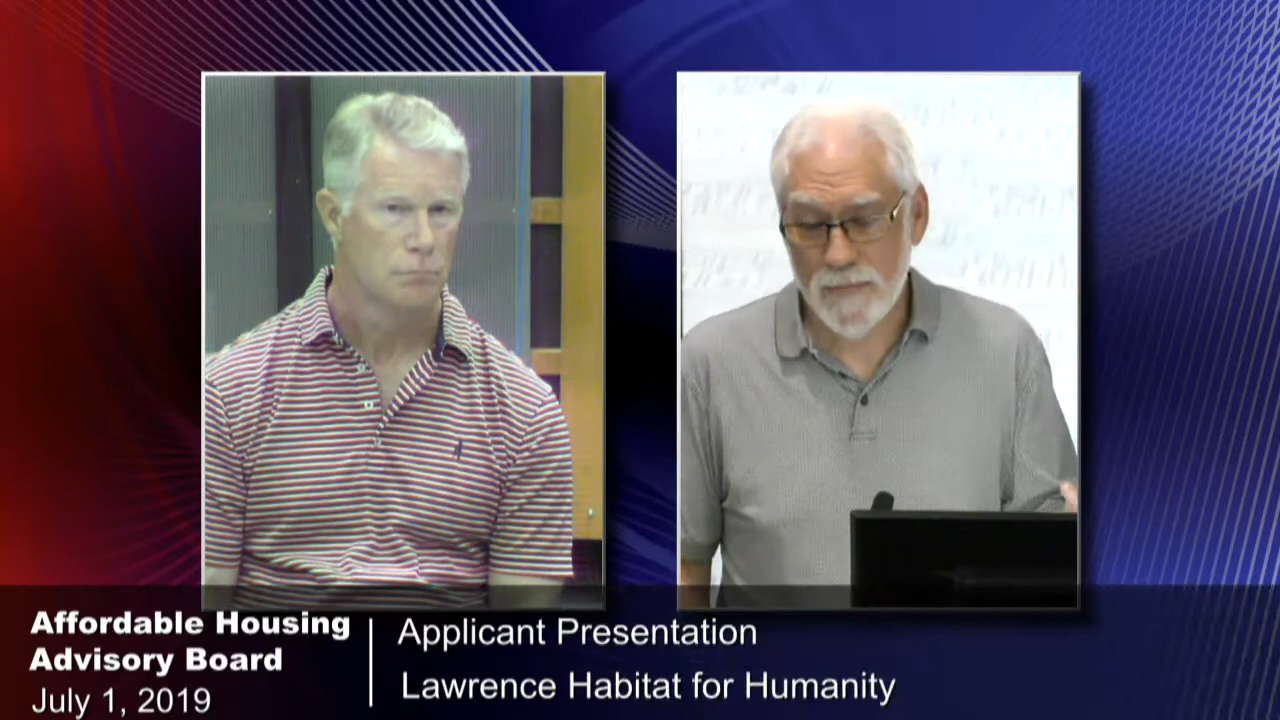 Affordable Housing
Advisory Board
July 1, 2019
Applicant Presentation
Lawrence Habitat for Humanity